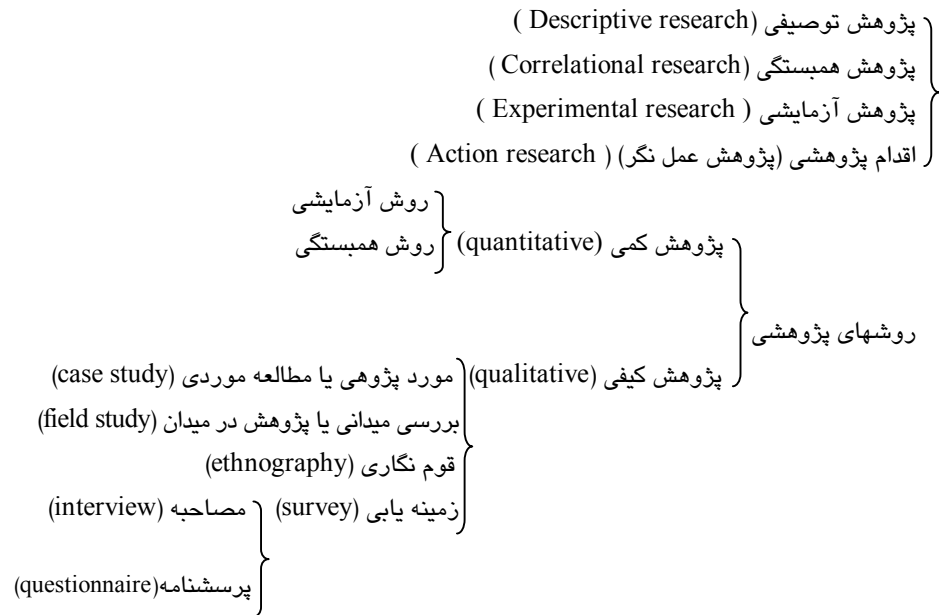 پژوهش توصیفی (Descriptive research )
پژوهش همبستگی (Correlational research )
پژوهش آزمایشی ( Experimental research )
اقدام پژوهشی (پژوهش عمل نگر) ( Action research )
روش آزمایشی
پژوهش کمی (quantitative) روش همبستگی
روشهای پژوهشی
پژوهش کیفی (qualitative) مورد پژوهی یا مطالعه موردی (case study)
بررسی میدانی یا پژوهش در میدان (field study)
قوم نگاری (ethnography)
زمینه یابی (survey) مصاحبه (interview)
پرسشنامه(questionnaire)